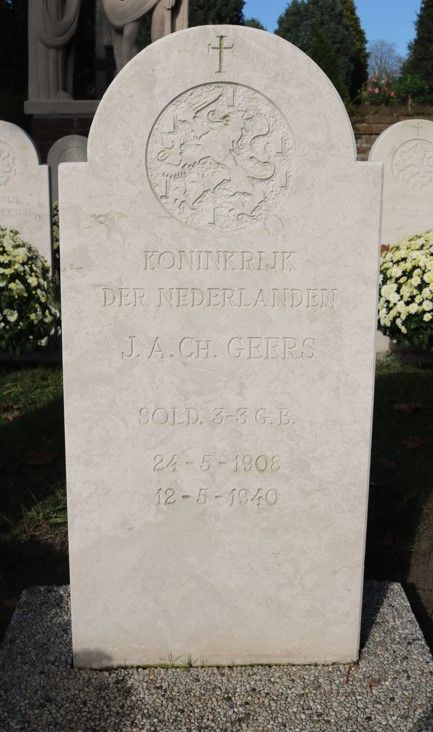 KONINKRIJK
DER NEDERLANDEN
J. A. CH. GEERS
SOLD. 3-3 G.B.
24-5-1908
12-5-1940